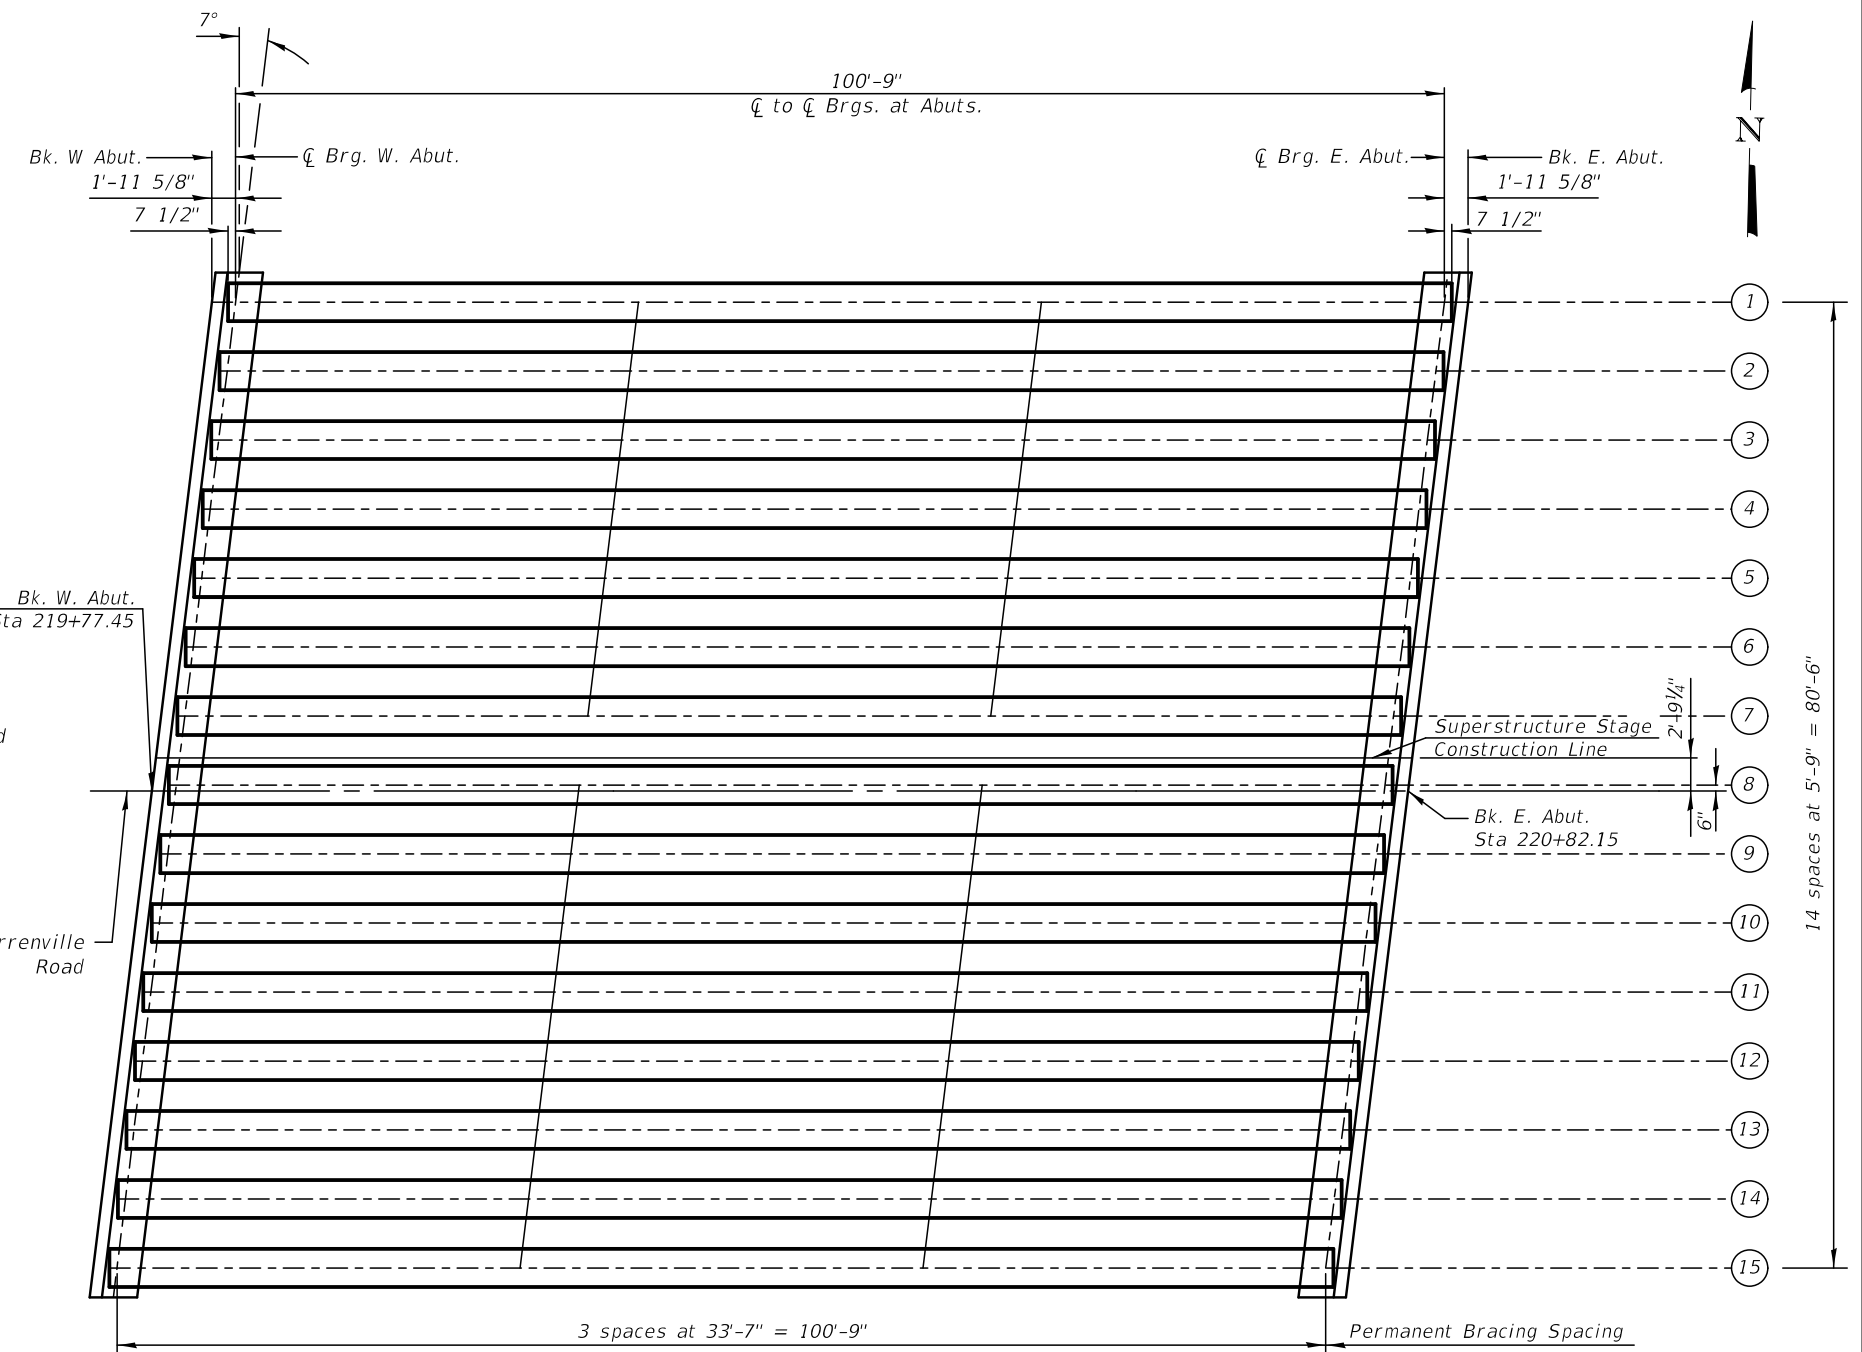 7°
100'-9"
℄ to ℄ Brgs. at Abuts.
N
Bk. W Abut.
℄ Brg. W. Abut.
℄ Brg. E. Abut.
Bk. E. Abut.
1'-11 5/8"
1'-11 5/8"
7 1/2"
7 1/2"
1
2
3
4
5
Bk. W. Abut.
Sta 219+77.45
6
14 spaces at 5'-9" = 80'-6"
2'-9¼"
7
Superstructure Stage
Construction Line
8
6"
Bk. E. Abut.
Sta 220+82.15
9
10
Road
11
12
13
14
15
3 spaces at 33'-7" = 100'-9"
Permanent Bracing Spacing